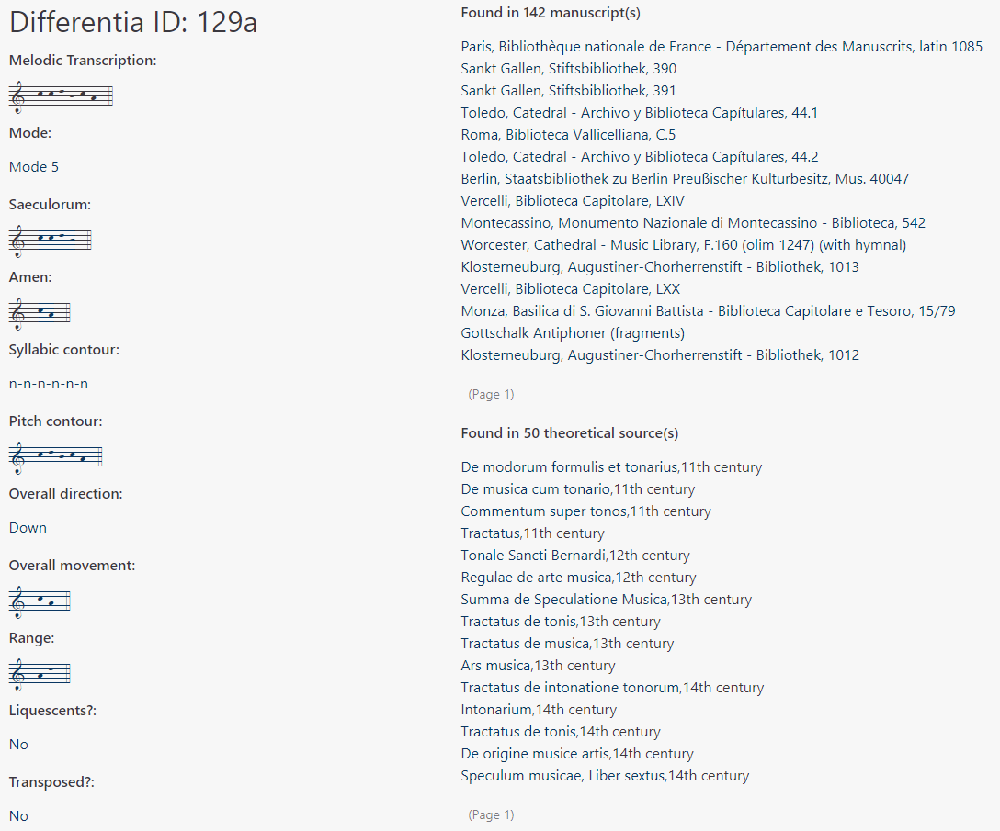 Differentia ID: 129a
Melodic Transcription:
Mode:
Mode 5
Saeculorum:
Amen:
Syllabic contour:
n-n-n-n-n-n
Pitch contour:
Overall direction:
Down
Overall movement:
Range:
Liquescents?:
No
Transposed?:
No
Found in 142 manuscript(s)
Paris, Bibliothèque nationale de France - Département des Manuscrits, latin 1085
Sankt Gallen, Stiftsbibliothek, 390
Sankt Gallen, Stiftsbibliothek, 391
Toledo, Catedral - Archivo y Biblioteca Capítulares, 44.1
Roma, Biblioteca Vallicelliana, C.5
Toledo, Catedral - Archivo y Biblioteca Capítulares, 44.2
Berlin, Staatsbibliothek zu Berlin Preußischer Kulturbesitz, Mus. 40047
Vercelli, Biblioteca Capitolare, LXIV
Montecassino, Monumento Nazionale di Montecassino - Biblioteca, 542
Worcester, Cathedral - Music Library, F.160 (olim 1247) (with hymnal)
Klosterneuburg, Augustiner-Chorherrenstift - Bibliothek, 1013
Vercelli, Biblioteca Capitolare, LXX
Monza, Basilica di S. Giovanni Battista - Biblioteca Capitolare e Tesoro, 15/79
Gottschalk Antiphoner (fragments)
Klosterneuburg, Augustiner-Chorherrenstift - Bibliothek, 1012
(Page 1)
Found in 50 theoretical source(s)
De modorum formulis et tonarius,11th century
De musica cum tonario,11th century
Commentum super tonos,11th century
Tractatus,11th century
Tonale Sancti Bernardi,12th century
Regulae de arte musica,12th century
Summa de Speculatione Musica,13th century
Tractatus de tonis,13th century
Tractatus de musica,13th century
Ars musica,13th century
Tractatus de intonatione tonorum,14th century
Intonarium,14th century
Tractatus de tonis,14th century
De origine musice artis,14th century
Speculum musicae, Liber sextus,14th century
(Page 1)